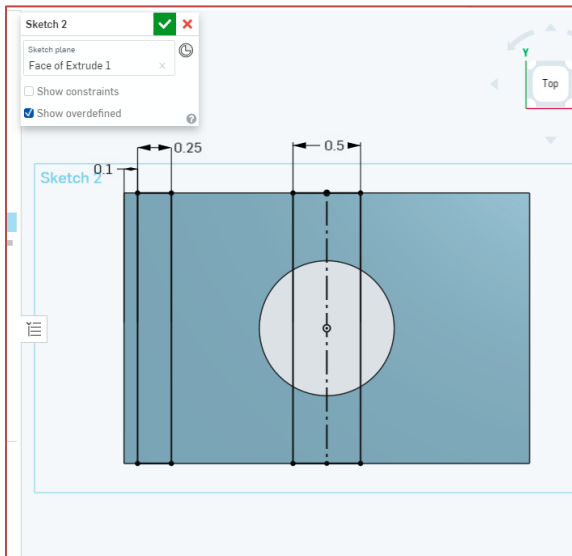 Sketch 2
Sketch plane
Face of Extrude 1
Show constraints
Show overdefined
Y
Top
0.25
0.5
0.1
Sketch 2